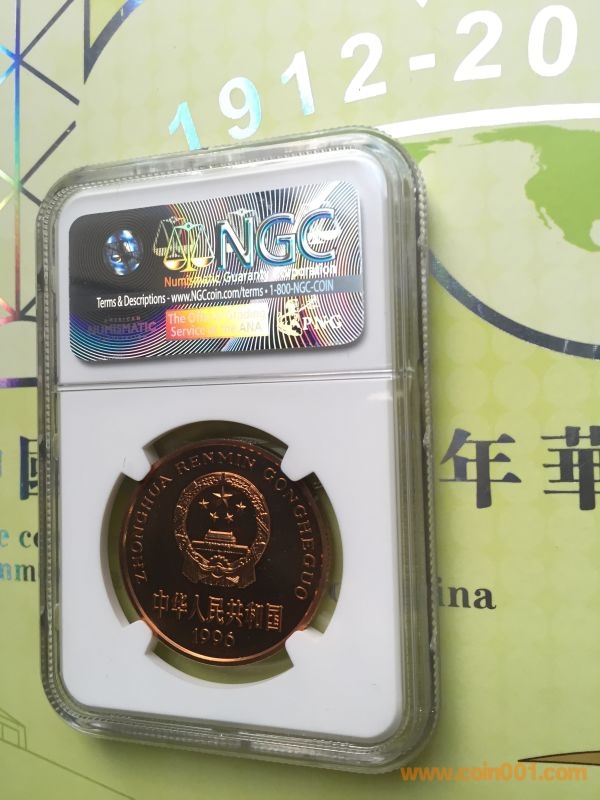 1912-20
NGC
Numismatic Guaranty Corporation
Terms & Descriptions - www.NGCcoin.com/terms • 1-800-NGC-COIN
AMERICAN
NUMISMATIC
The Official Grading
Service of the ANA
PNG
國 年 華
ina
ZHONGHUA RENMIN GONGHEGUO
中华人民共和国
1996
www.coin001.com